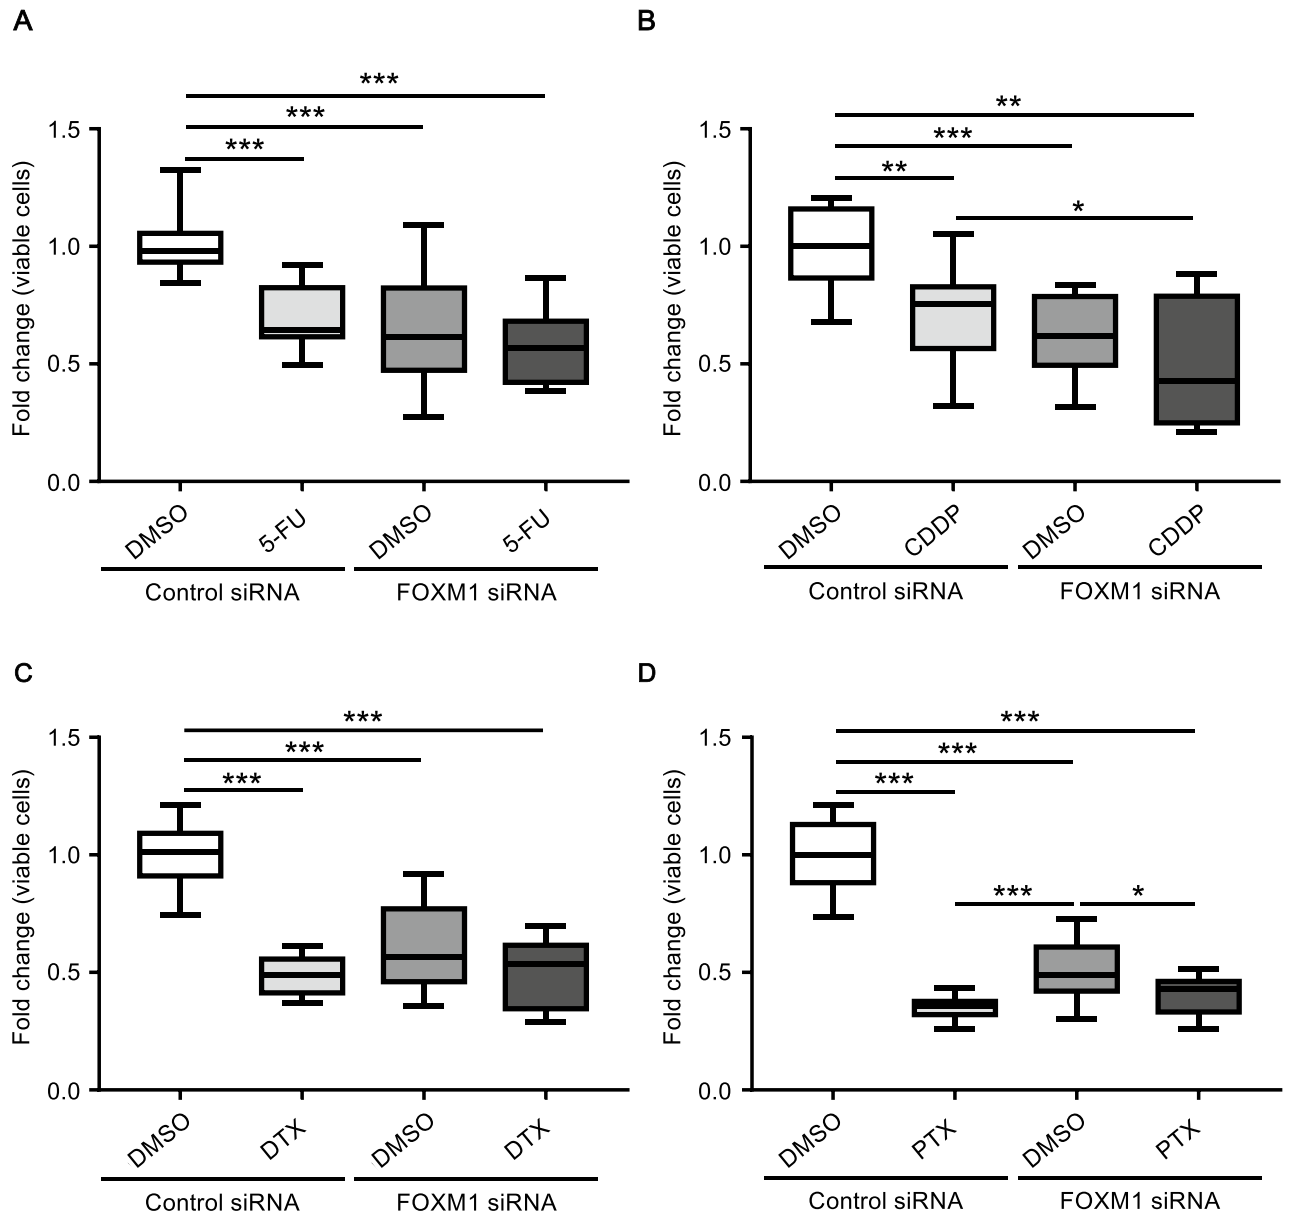 A
***
***
***
1.5
1.0
0.5
0.0
Fold change (viable cells)
DMSO
5-FU
DMSO
5-FU
Control siRNA
FOXM1 siRNA
B
**
***
**
*
1.5
1.0
0.5
0.0
Fold change (viable cells)
DMSO
CDDP
DMSO
CDDP
Control siRNA
FOXM1 siRNA
C
***
***
***
1.5
1.0
0.5
0.0
Fold change (viable cells)
DMSO
DTX
DMSO
DTX
Control siRNA
FOXM1 siRNA
D
***
***
***
***
*
1.5
1.0
0.5
0.0
Fold change (viable cells)
DMSO
PTX
DMSO
PTX
Control siRNA
FOXM1 siRNA